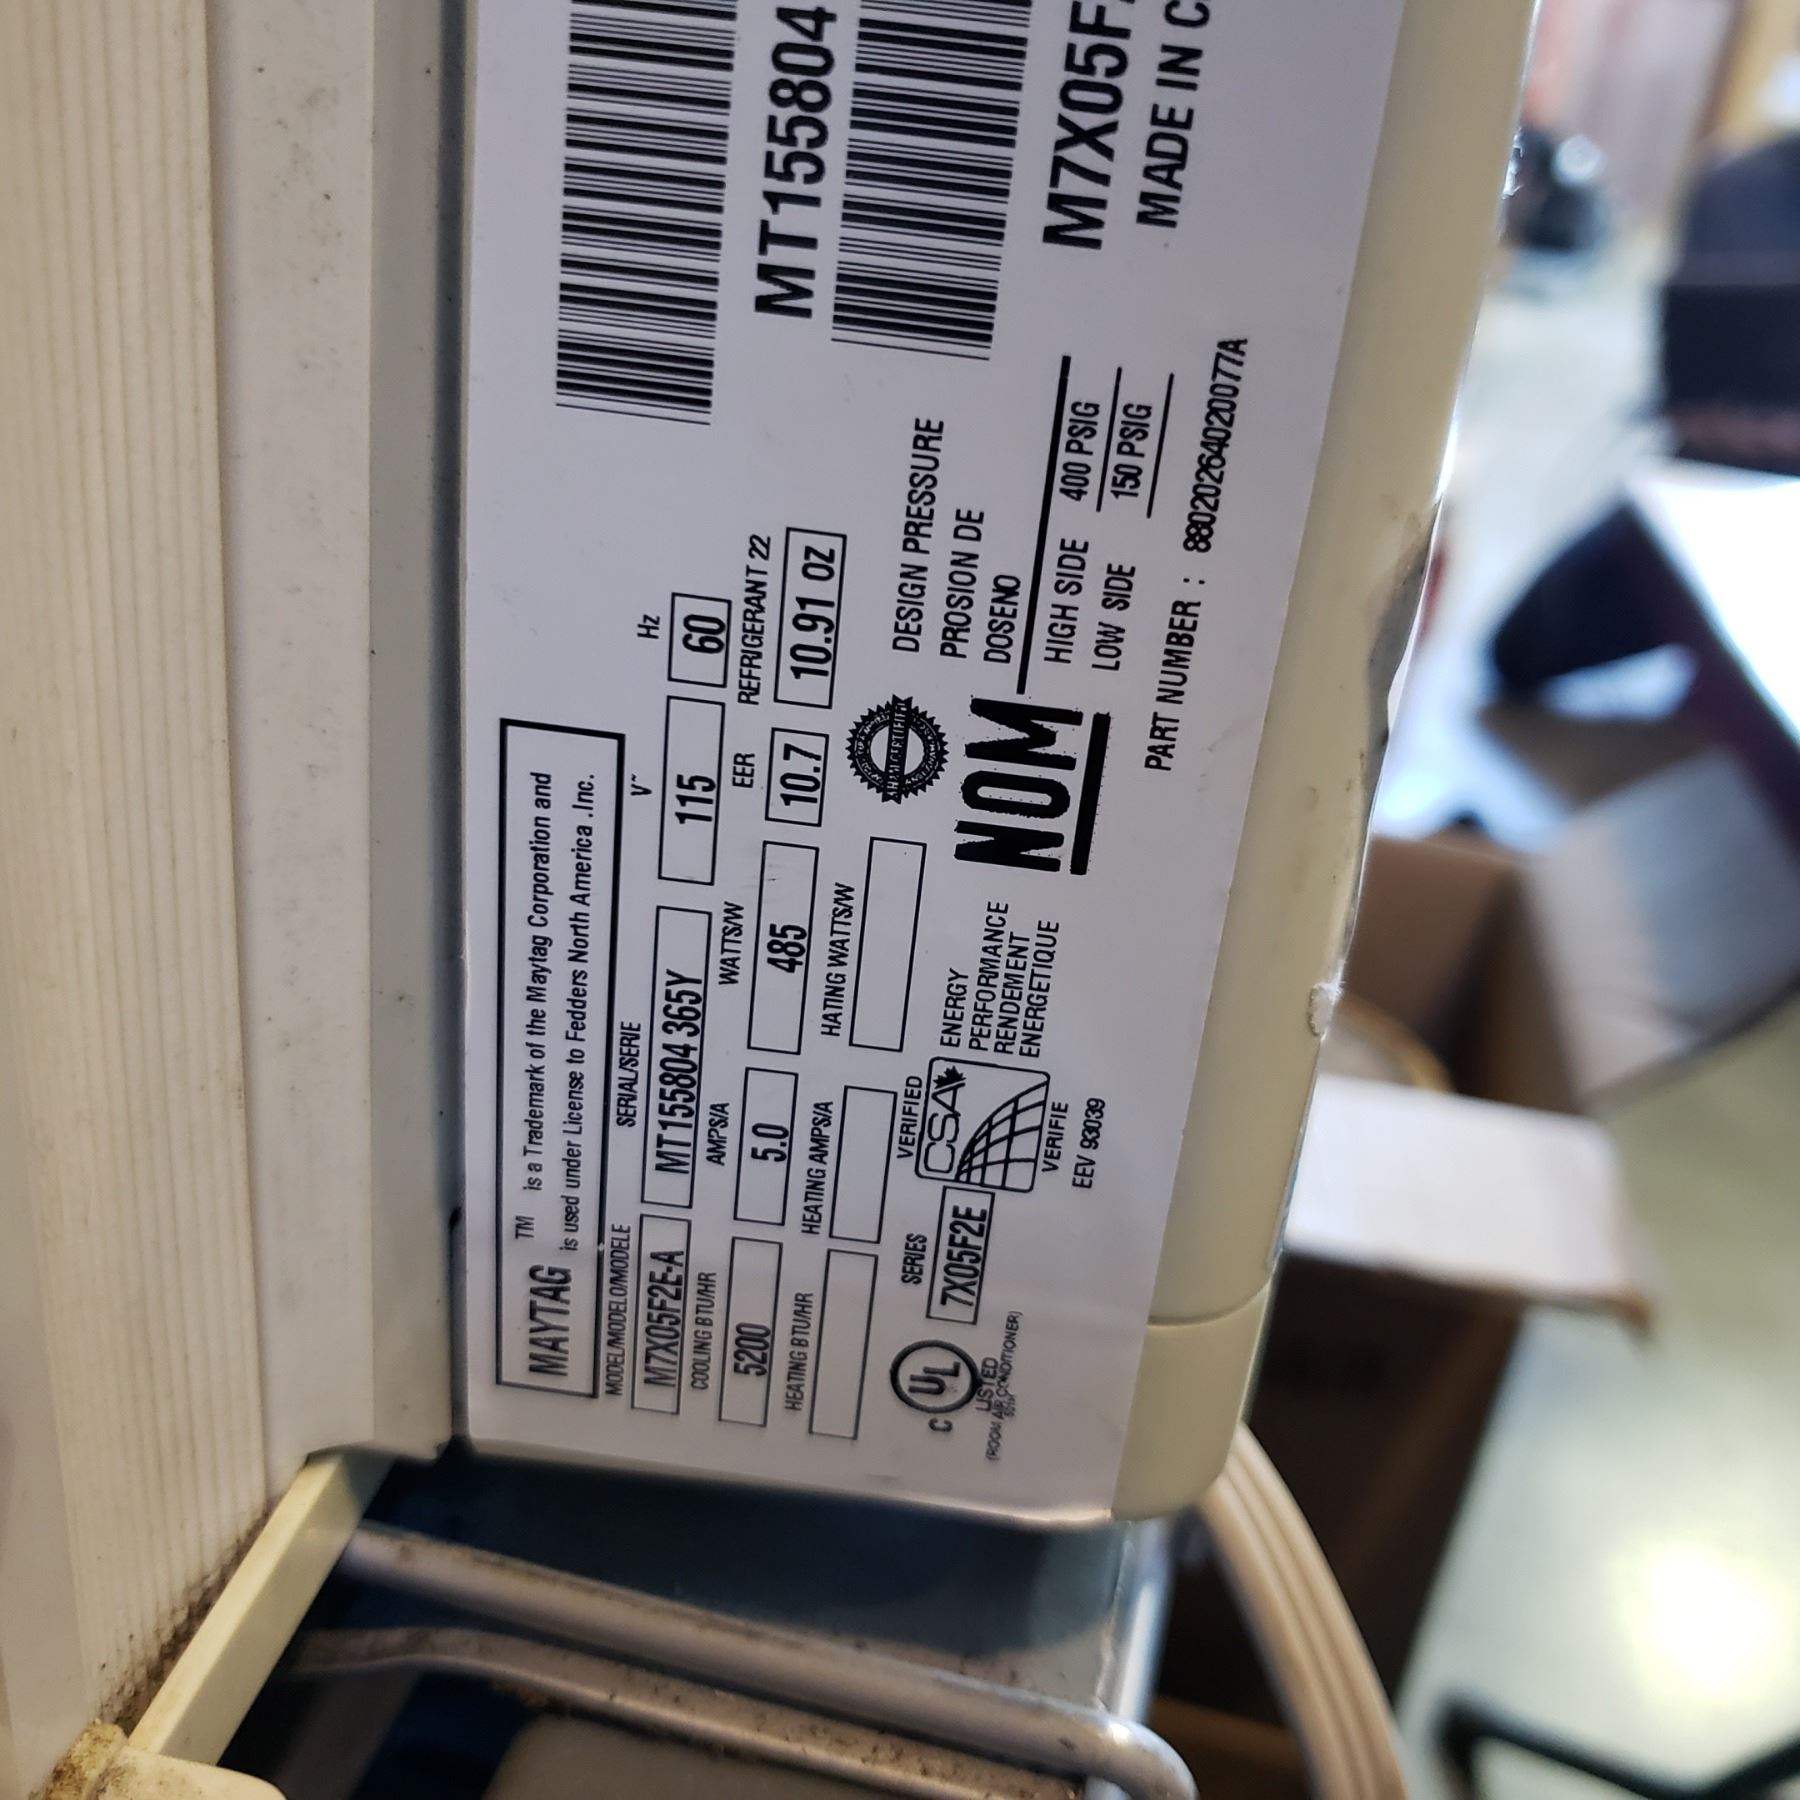 MAYTAG ™ is a Trademark of the Maytag Corporation and
is used under License to Fedders North America .Inc.
MODEL/MODELO/MODELE SERIAL/SERIE V~ Hz
M7X05F2E-A MT155804 365Y 115 60
COOLING BTU/HR AMPS/A WATTS/W EER REFRIGERANT 22
5200 5.0 485 10.7 10.91 OZ
HEATING BTU/HR HEATING AMPS/A HATING WATTS/W
SERIES
7X05F2E
C UL
LISTED
(ROOM AIR CONDITIONER)
VERIFIED
CSA
VERIFIE
EEV 93039
ENERGY
PERFORMANCE
RENDEMENT
ENERGETIQUE
NOM
DESIGN PRESSURE
PROSION DE
DOSENO
HIGH SIDE 400 PSIG
LOW SIDE 150 PSIG
PART NUMBER : 88020264020077A
MT155804
M7X05F
MADE IN C